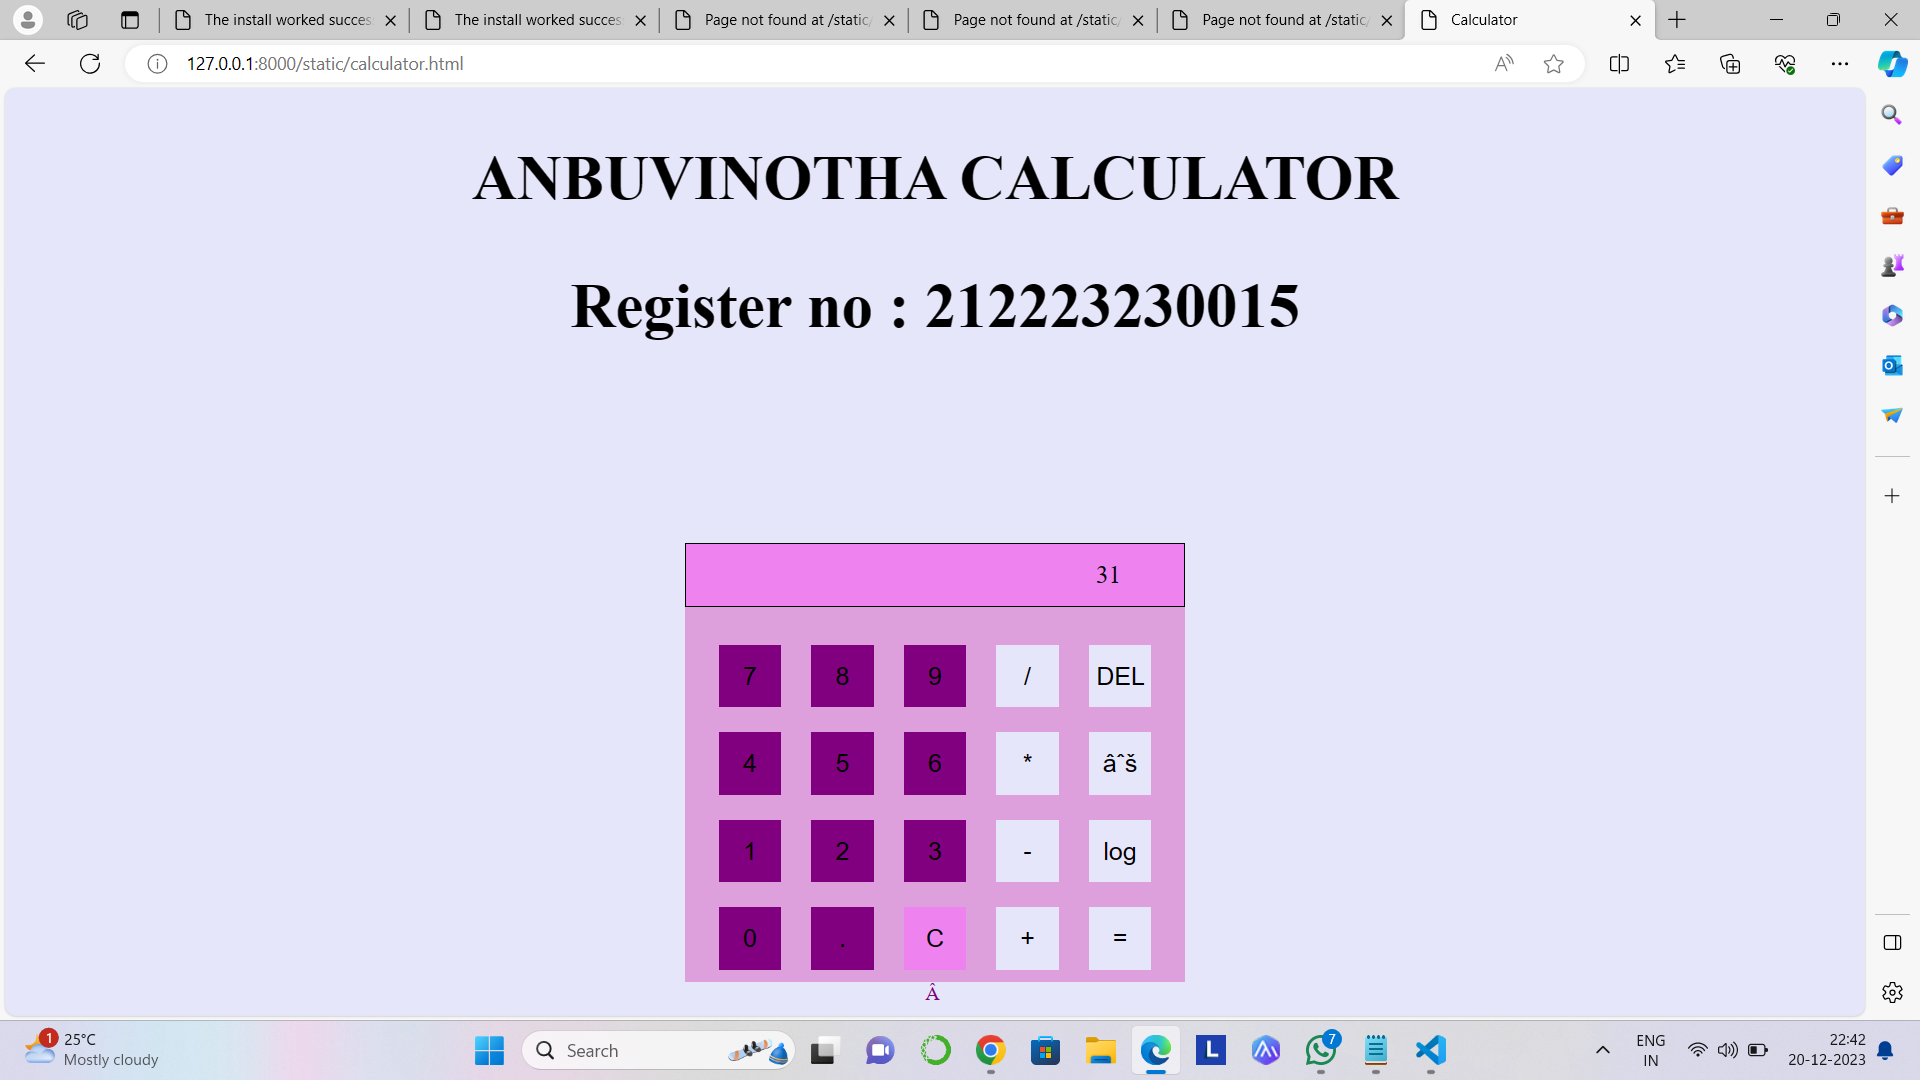 The install worked succes
The install worked succes
Page not found at /static/
Page not found at /static/
Page not found at /static/
Calculator
127.0.0.1:8000/static/calculator.html
ANBUVINOTHA CALCULATOR
Register no : 212223230015
31
7 8 9 / DEL
4 5 6 * âˆš
1 2 3 - log
0 . C + =
Â
1
25°C
Mostly cloudy
Search
L
7
ENG
IN
22:42
20-12-2023